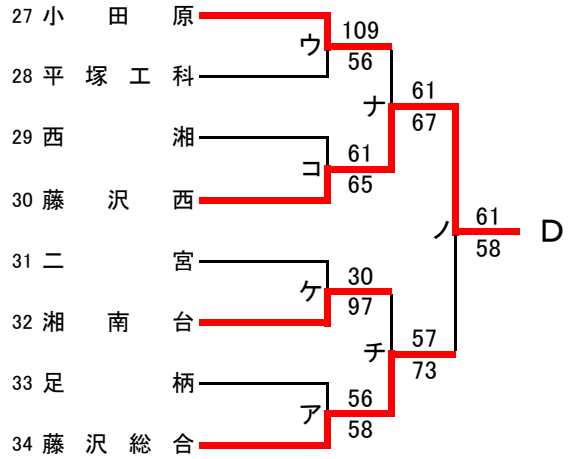 27 小田原
ウ 109
56
28 平塚工科
ナ 61
67
29 西湘
コ 61
65
30 藤沢西
ノ 61
58
D
31 二宮
ケ 30
97
32 湘南台
チ 57
73
33 足柄
ア 56
58
34 藤沢総合